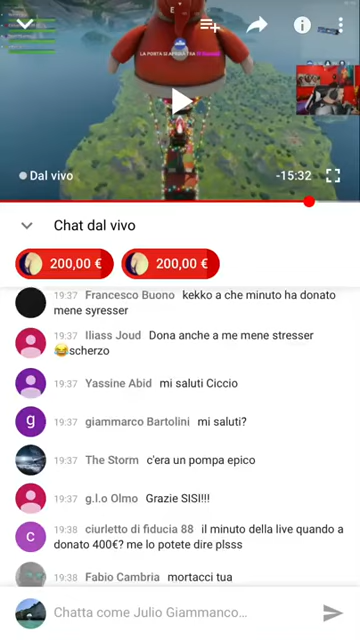 LA PORTA SI APRIRÀ TRA
Dal vivo
-15:32
Chat dal vivo
200,00 €
200,00 €
19:37 Francesco Buono kekko a che minuto ha donato
mene syresser
19:37 Iliass Joud Dona anche a me mene stresser
😂scherzo
19:37 Yassine Abid mi saluti Ciccio
g
19:37 giammarco Bartolini mi saluti?
19:37 The Storm c'era un pompa epico
19:37 g.l.o Olmo Grazie SISI!!!
c
19:38 ciurletto di fiducia 88 il minuto della live quando a
donato 400€? me lo potete dire plsss
19:38 Fabio Cambria mortacci tua
Chatta come Julio Giammanco...